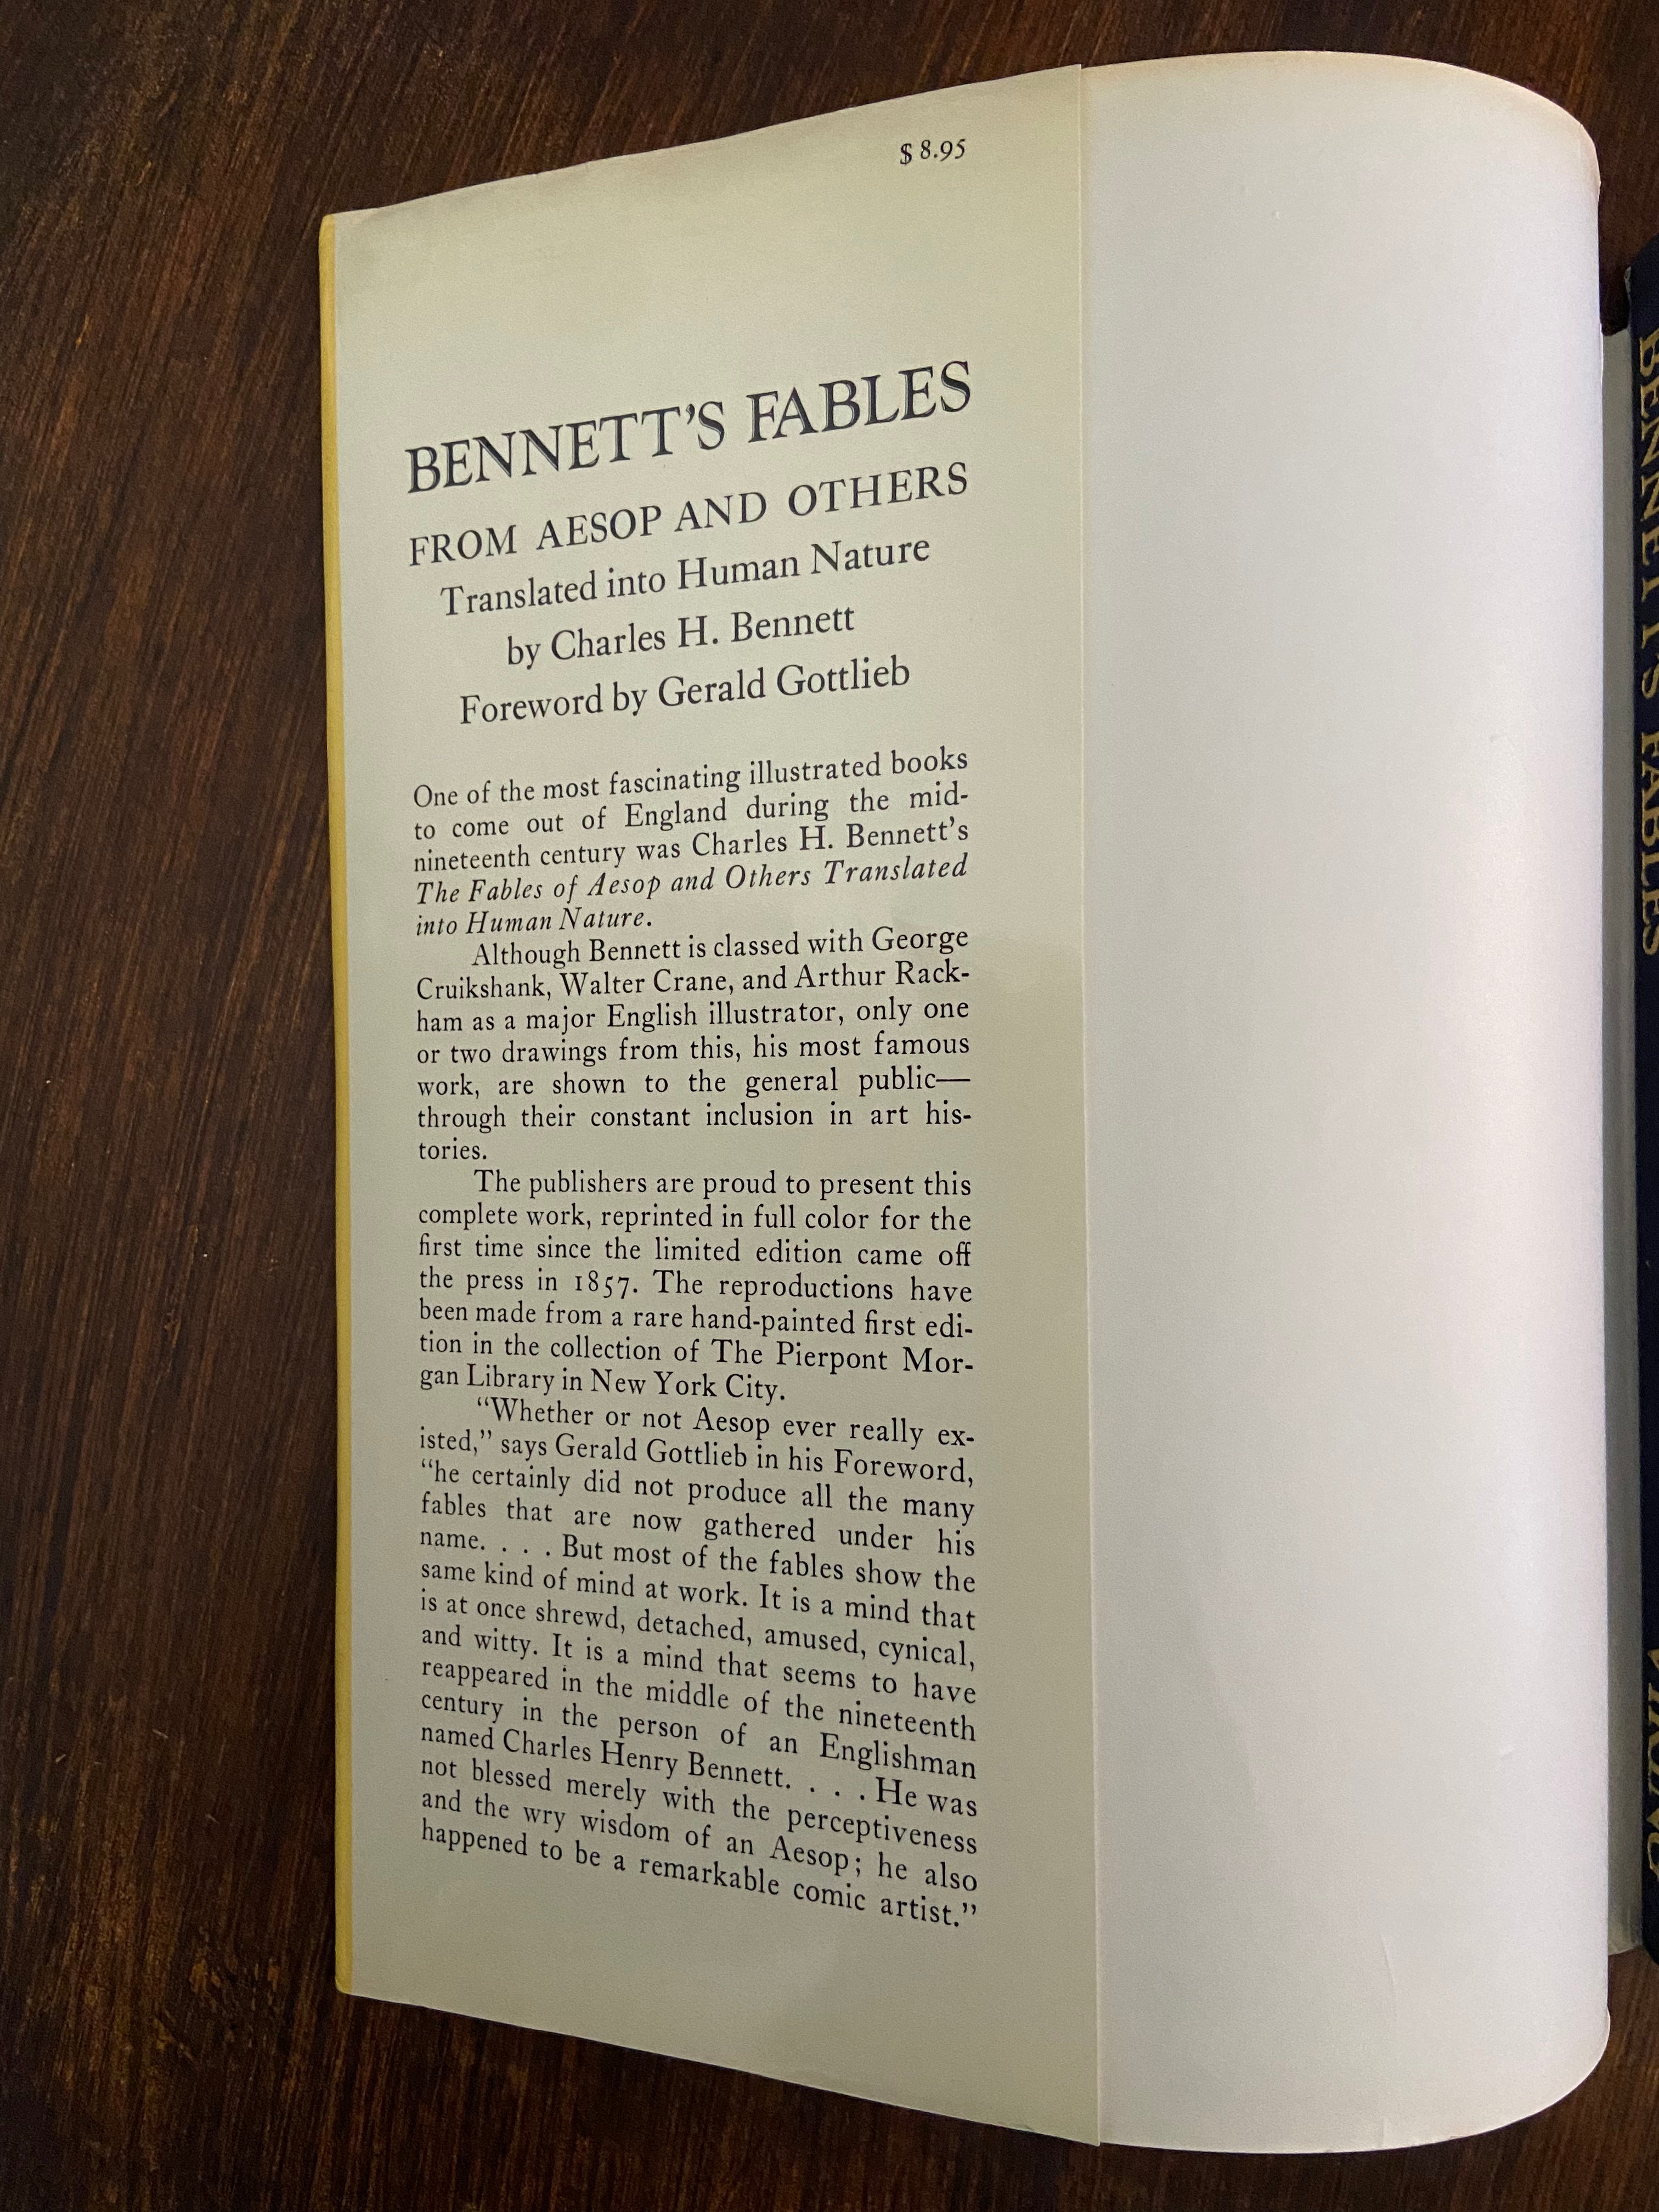 $ 8.95
BENNETT'S FABLES
FROM AESOP AND OTHERS
Translated into Human Nature
by Charles H. Bennett
Foreword by Gerald Gottlieb
One of the most fascinating illustrated books
to come out of England during the mid-
nineteenth century was Charles H. Bennett's
The Fables of Aesop and Others Translated
into Human Nature.
Although Bennett is classed with George
Cruikshank, Walter Crane, and Arthur Rack-
ham as a major English illustrator, only one
or two drawings from this, his most famous
work, are shown to the general public—
through their constant inclusion in art his-
tories.
The publishers are proud to present this
complete work, reprinted in full color for the
first time since the limited edition came off
the press in 1857. The reproductions have
been made from a rare hand-painted first edi-
tion in the collection of The Pierpont Mor-
gan Library in New York City.
"Whether or not Aesop ever really ex-
isted," says Gerald Gottlieb in his Foreword,
"he certainly did not produce all the many
fables that are now gathered under his
name. . . . But most of the fables show the
same kind of mind at work. It is a mind that
is at once shrewd, detached, amused, cynical,
and witty. It is a mind that seems to have
reappeared in the middle of the nineteenth
century in the person of an Englishman
named Charles Henry Bennett. . . . He was
not blessed merely with the perceptiveness
and the wry wisdom of an Aesop; he also
happened to be a remarkable comic artist."
BENNETT'S FABLES